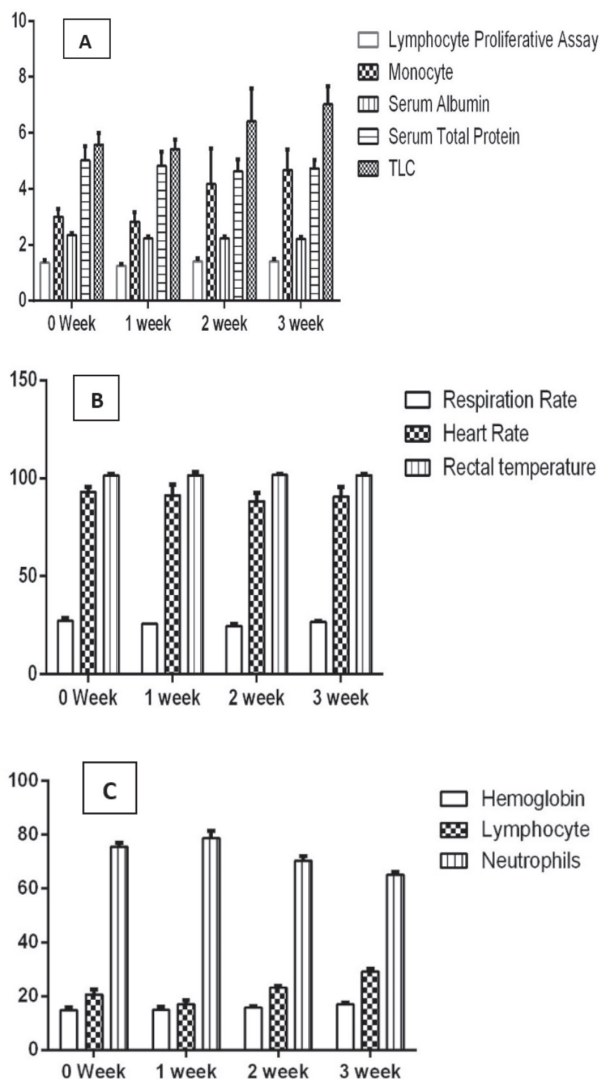 A
10
8
6
4
2
0
0 Week 1 week 2 week 3 week
Lymphocyte Proliferative Assay
Monocyte
Serum Albumin
Serum Total Protein
TLC
B
150
100
50
0
0 Week 1 week 2 week 3 week
Respiration Rate
Heart Rate
Rectal temperature
C
100
80
60
40
20
0
0 Week 1 week 2 week 3 week
Hemoglobin
Lymphocyte
Neutrophils